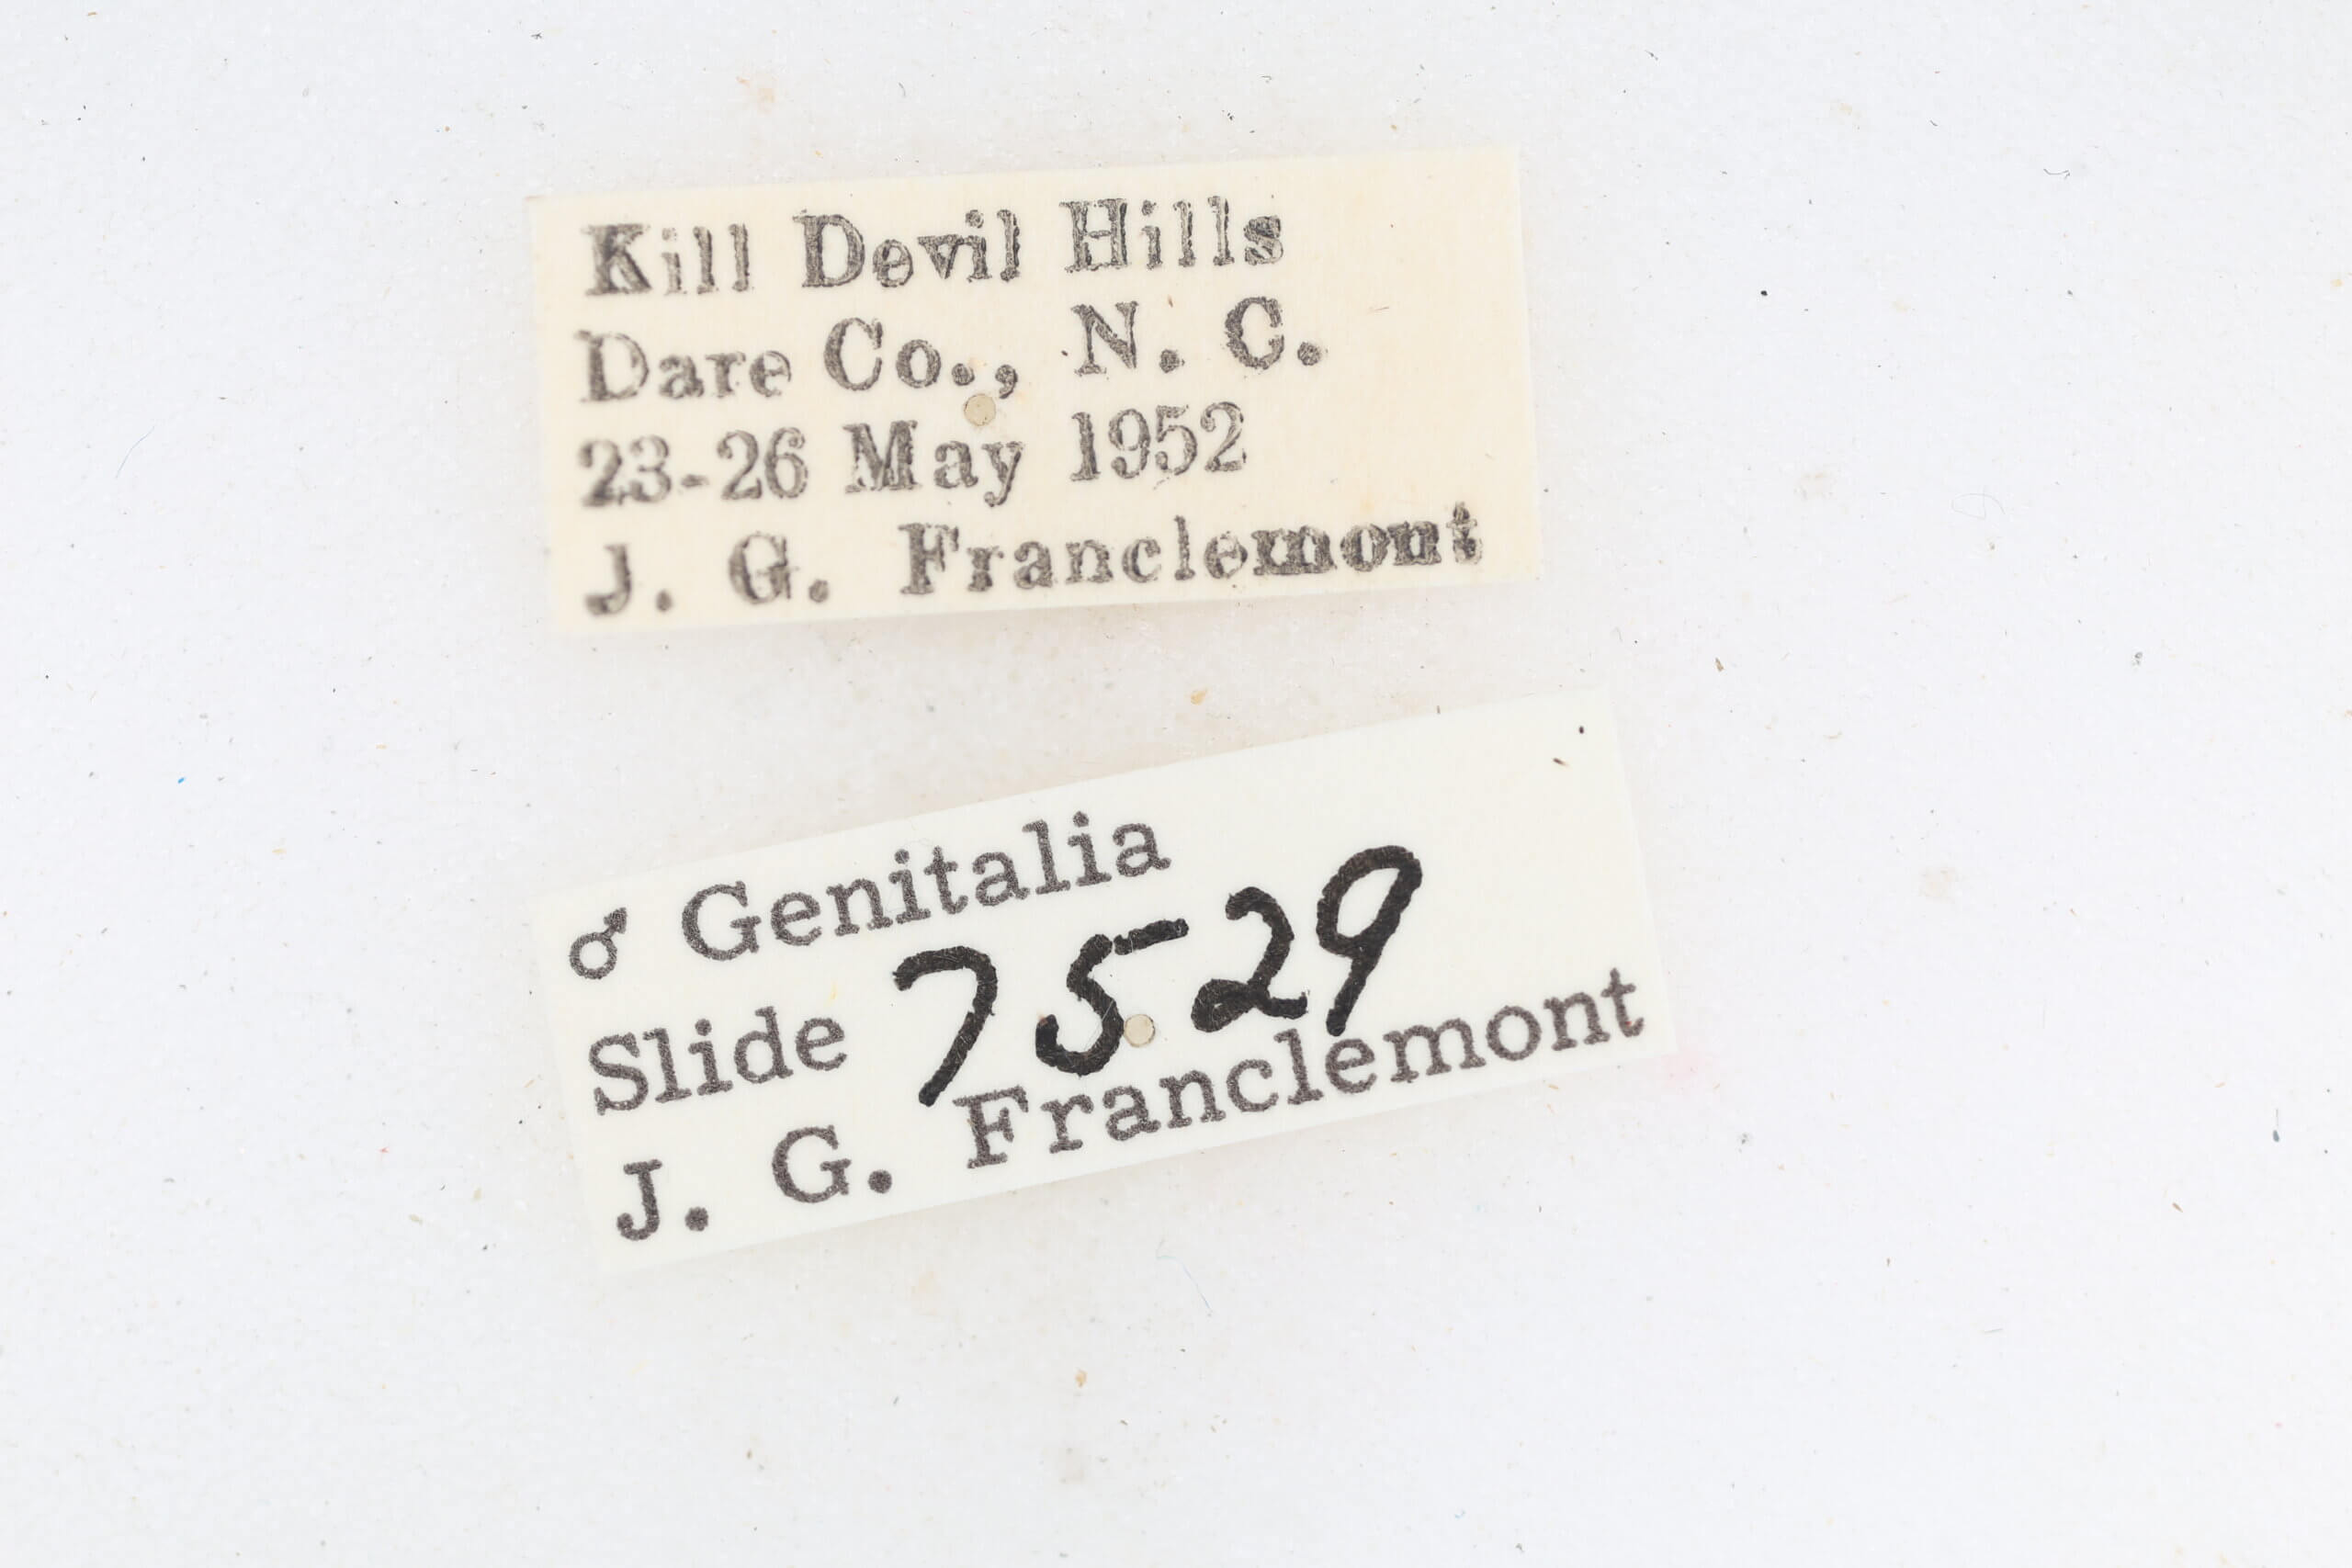 Kill Devil Hills
Dare Co., N. C.
23-26 May 1952
J. G. Franclemont
♂ Genitalia
Slide 7529
J. G. Franclemont